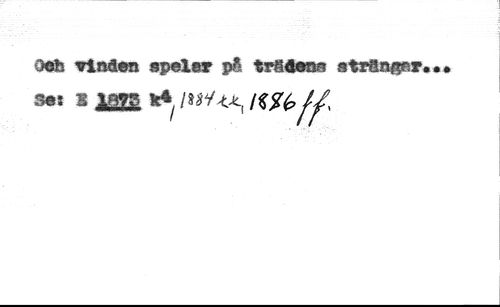 Och vinden spelar på trädens strängar...
Se: E 1873 k4, 1884 kk, 1886 ff.